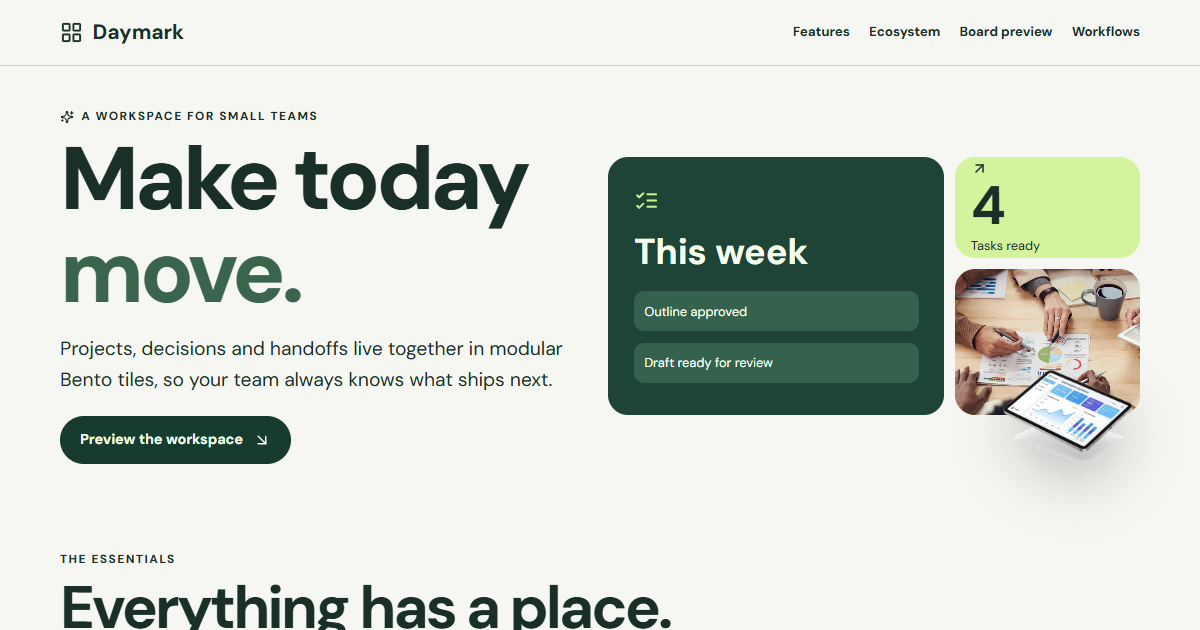 Daymark
Features Ecosystem Board preview Workflows
A WORKSPACE FOR SMALL TEAMS
Make today
move.
Projects, decisions and handoffs live together in modular
Bento tiles, so your team always knows what ships next.
Preview the workspace
This week
Outline approved
Draft ready for review
4
Tasks ready
THE ESSENTIALS
Everything has a place.